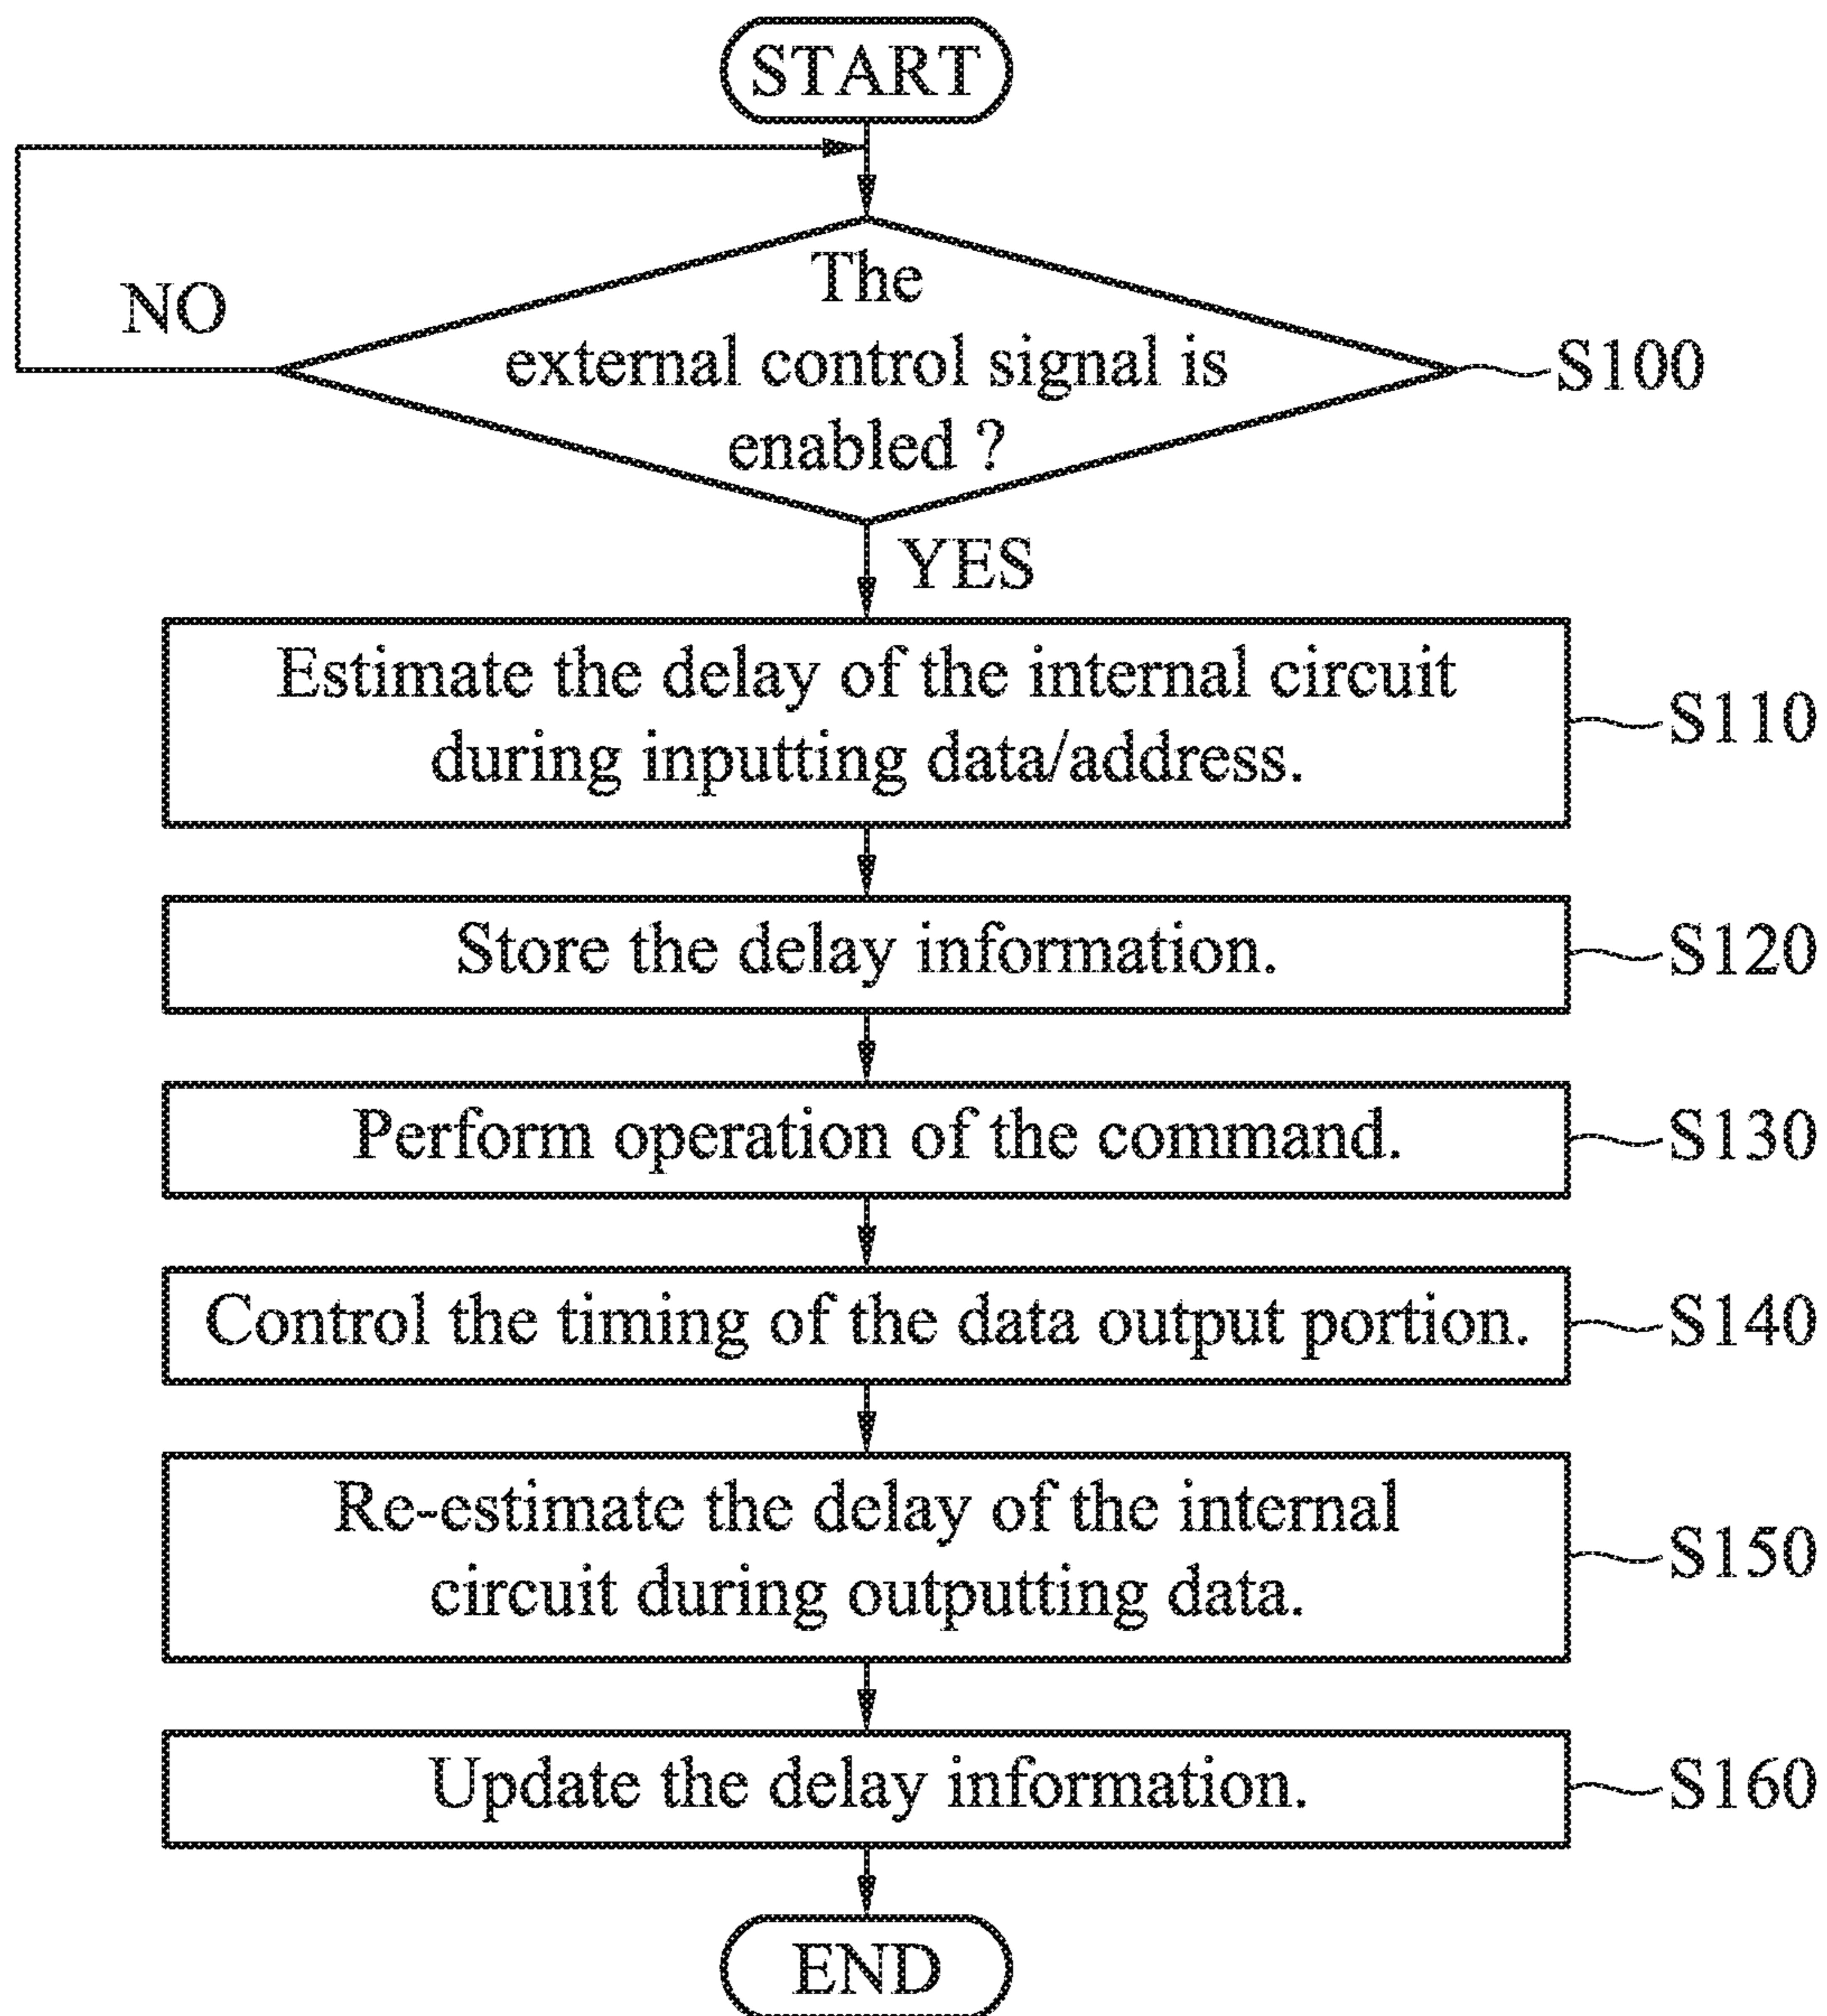 START
NO
The
external control signal is
enabled ?
S100
YES
Estimate the delay of the internal circuit
during inputting data/address.
S110
Store the delay information.
S120
Perform operation of the command.
S130
Control the timing of the data output portion.
S140
Re-estimate the delay of the internal
circuit during outputting data.
S150
Update the delay information.
S160
END